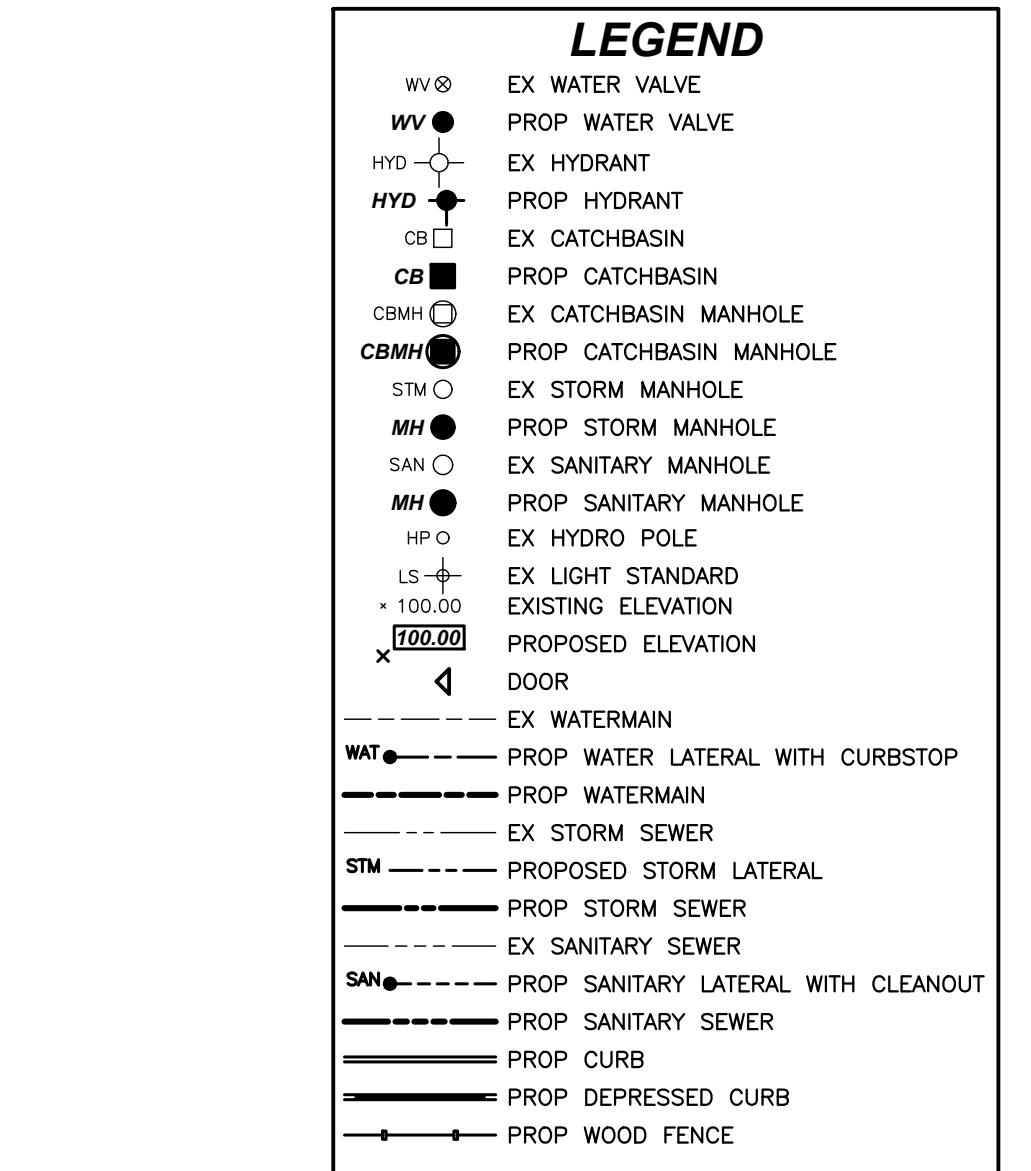 LEGEND
WV EX WATER VALVE
WV PROP WATER VALVE
HYD EX HYDRANT
HYD PROP HYDRANT
CB EX CATCHBASIN
CB PROP CATCHBASIN
CBMH EX CATCHBASIN MANHOLE
CBMH PROP CATCHBASIN MANHOLE
STM EX STORM MANHOLE
MH PROP STORM MANHOLE
SAN EX SANITARY MANHOLE
MH PROP SANITARY MANHOLE
HP EX HYDRO POLE
LS EX LIGHT STANDARD
× 100.00 EXISTING ELEVATION
× 100.00 PROPOSED ELEVATION
DOOR
EX WATERMAIN
WAT PROP WATER LATERAL WITH CURBSTOP
PROP WATERMAIN
EX STORM SEWER
STM PROPOSED STORM LATERAL
PROP STORM SEWER
EX SANITARY SEWER
SAN PROP SANITARY LATERAL WITH CLEANOUT
PROP SANITARY SEWER
PROP CURB
PROP DEPRESSED CURB
PROP WOOD FENCE